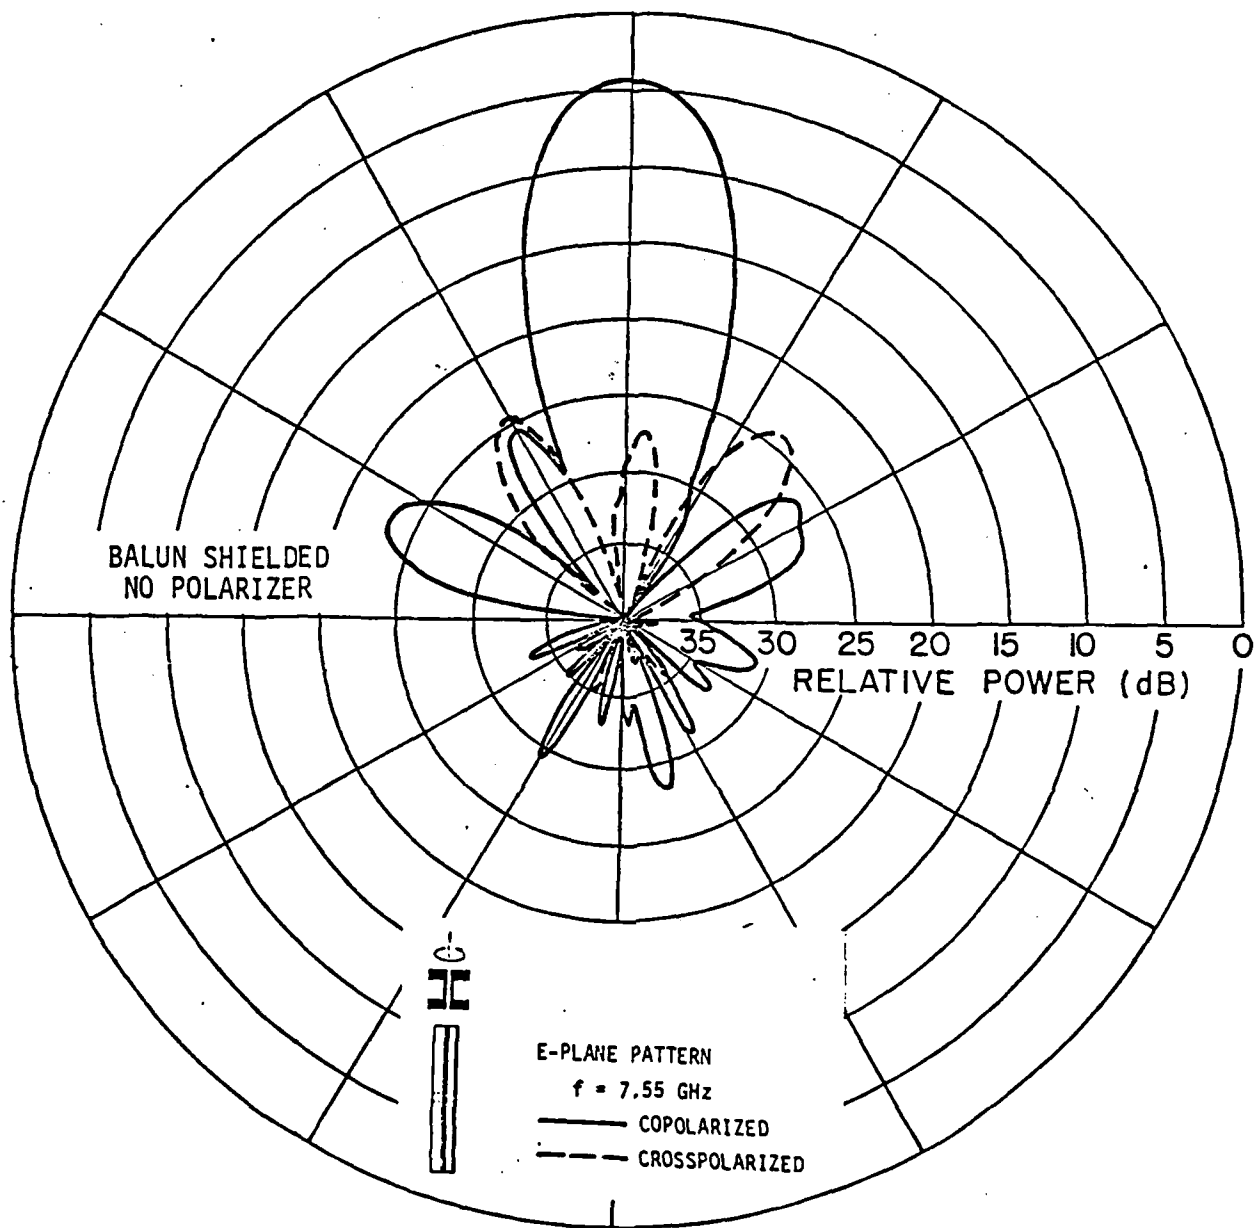 BALUN SHIELDED
NO POLARIZER
35 30 25 20 15 10 5 0
RELATIVE POWER (dB)
E-PLANE PATTERN
f = 7.55 GHz
COPOLARIZED
CROSSPOLARIZED